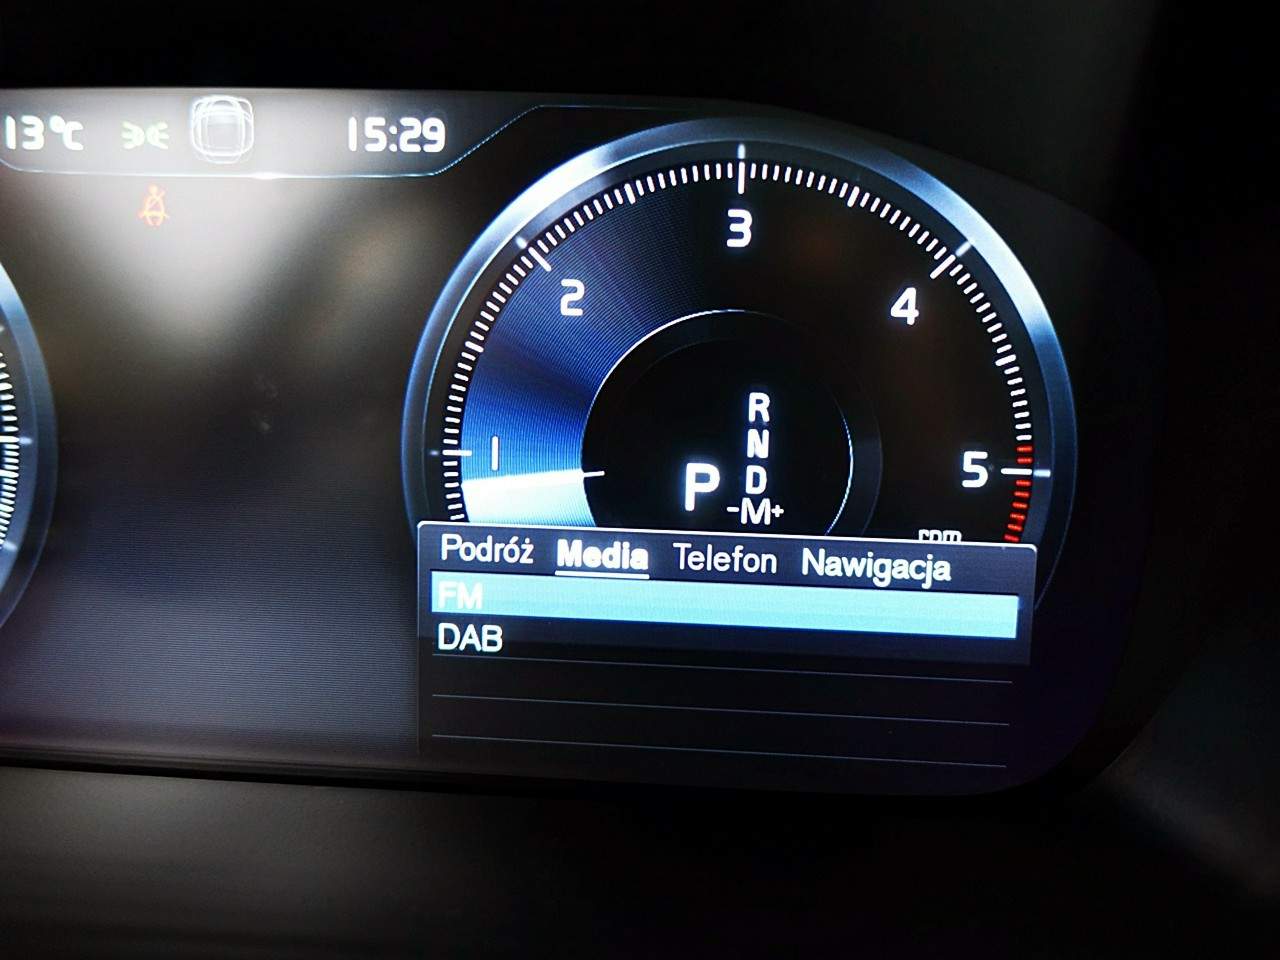 13°C 15:29
3
2 4
1 5
R
N
P D
-M+
rpm
Podróż Media Telefon Nawigacja
FM
DAB